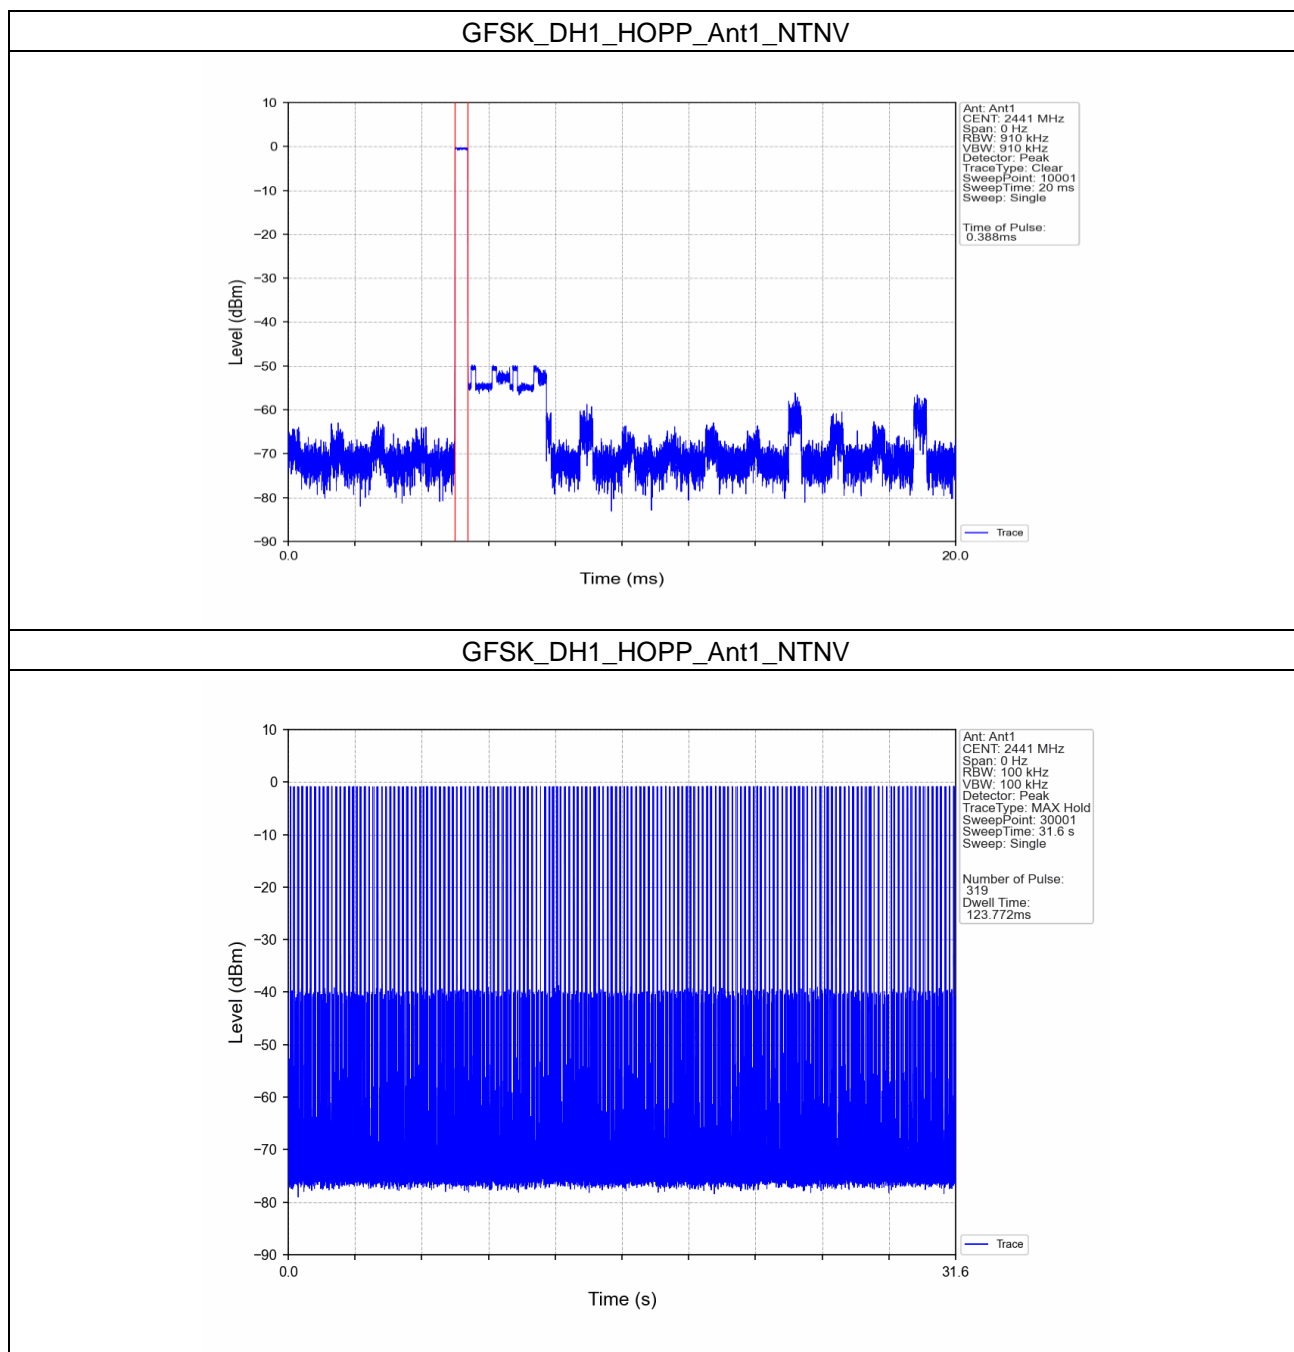 GFSK_DH1_HOPP_Ant1_NTNV
10
0
−10
−20
−30
−40
−50
−60
−70
−80
−90
Level (dBm)
0.0
20.0
Time (ms)
Ant: Ant1
CENT: 2441 MHz
Span: 0 Hz
RBW: 910 kHz
VBW: 910 kHz
Detector: Peak
TraceType: Clear
SweepPoint: 10001
SweepTime: 20 ms
Sweep: Single
Time of Pulse:
0.388ms
Trace
GFSK_DH1_HOPP_Ant1_NTNV
10
0
−10
−20
−30
−40
−50
−60
−70
−80
−90
Level (dBm)
0.0
31.6
Time (s)
Ant: Ant1
CENT: 2441 MHz
Span: 0 Hz
RBW: 100 kHz
VBW: 100 kHz
Detector: Peak
TraceType: MAX Hold
SweepPoint: 30001
SweepTime: 31.6 s
Sweep: Single
Number of Pulse:
319
Dwell Time:
123.772ms
Trace